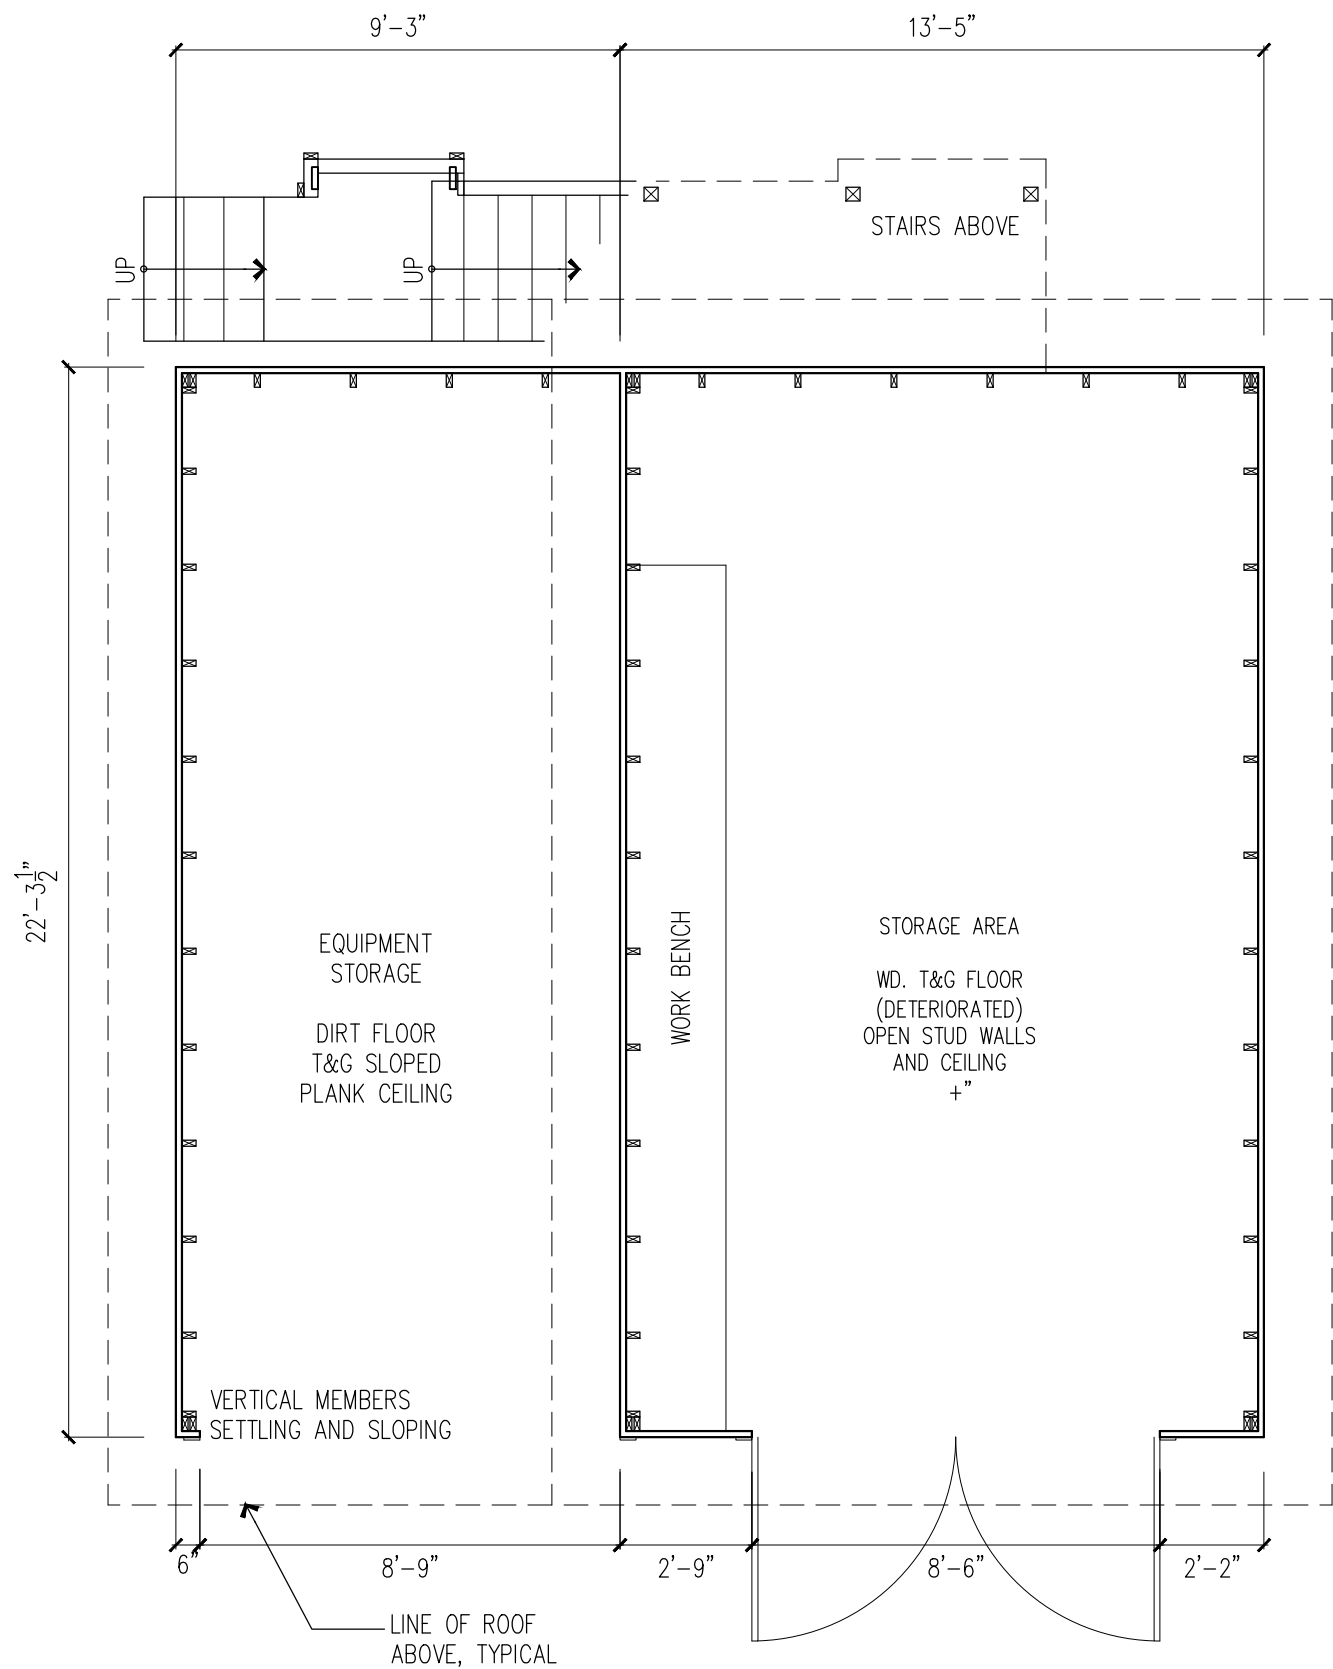 9'-3"
13'-5"
STAIRS ABOVE
UP
UP
22'-3 1/2"
EQUIPMENT
STORAGE
DIRT FLOOR
T&G SLOPED
PLANK CEILING
WORK BENCH
STORAGE AREA
WD. T&G FLOOR
(DETERIORATED)
OPEN STUD WALLS
AND CEILING
+"
VERTICAL MEMBERS
SETTLING AND SLOPING
6"
8'-9"
2'-9"
8'-6"
2'-2"
LINE OF ROOF
ABOVE, TYPICAL